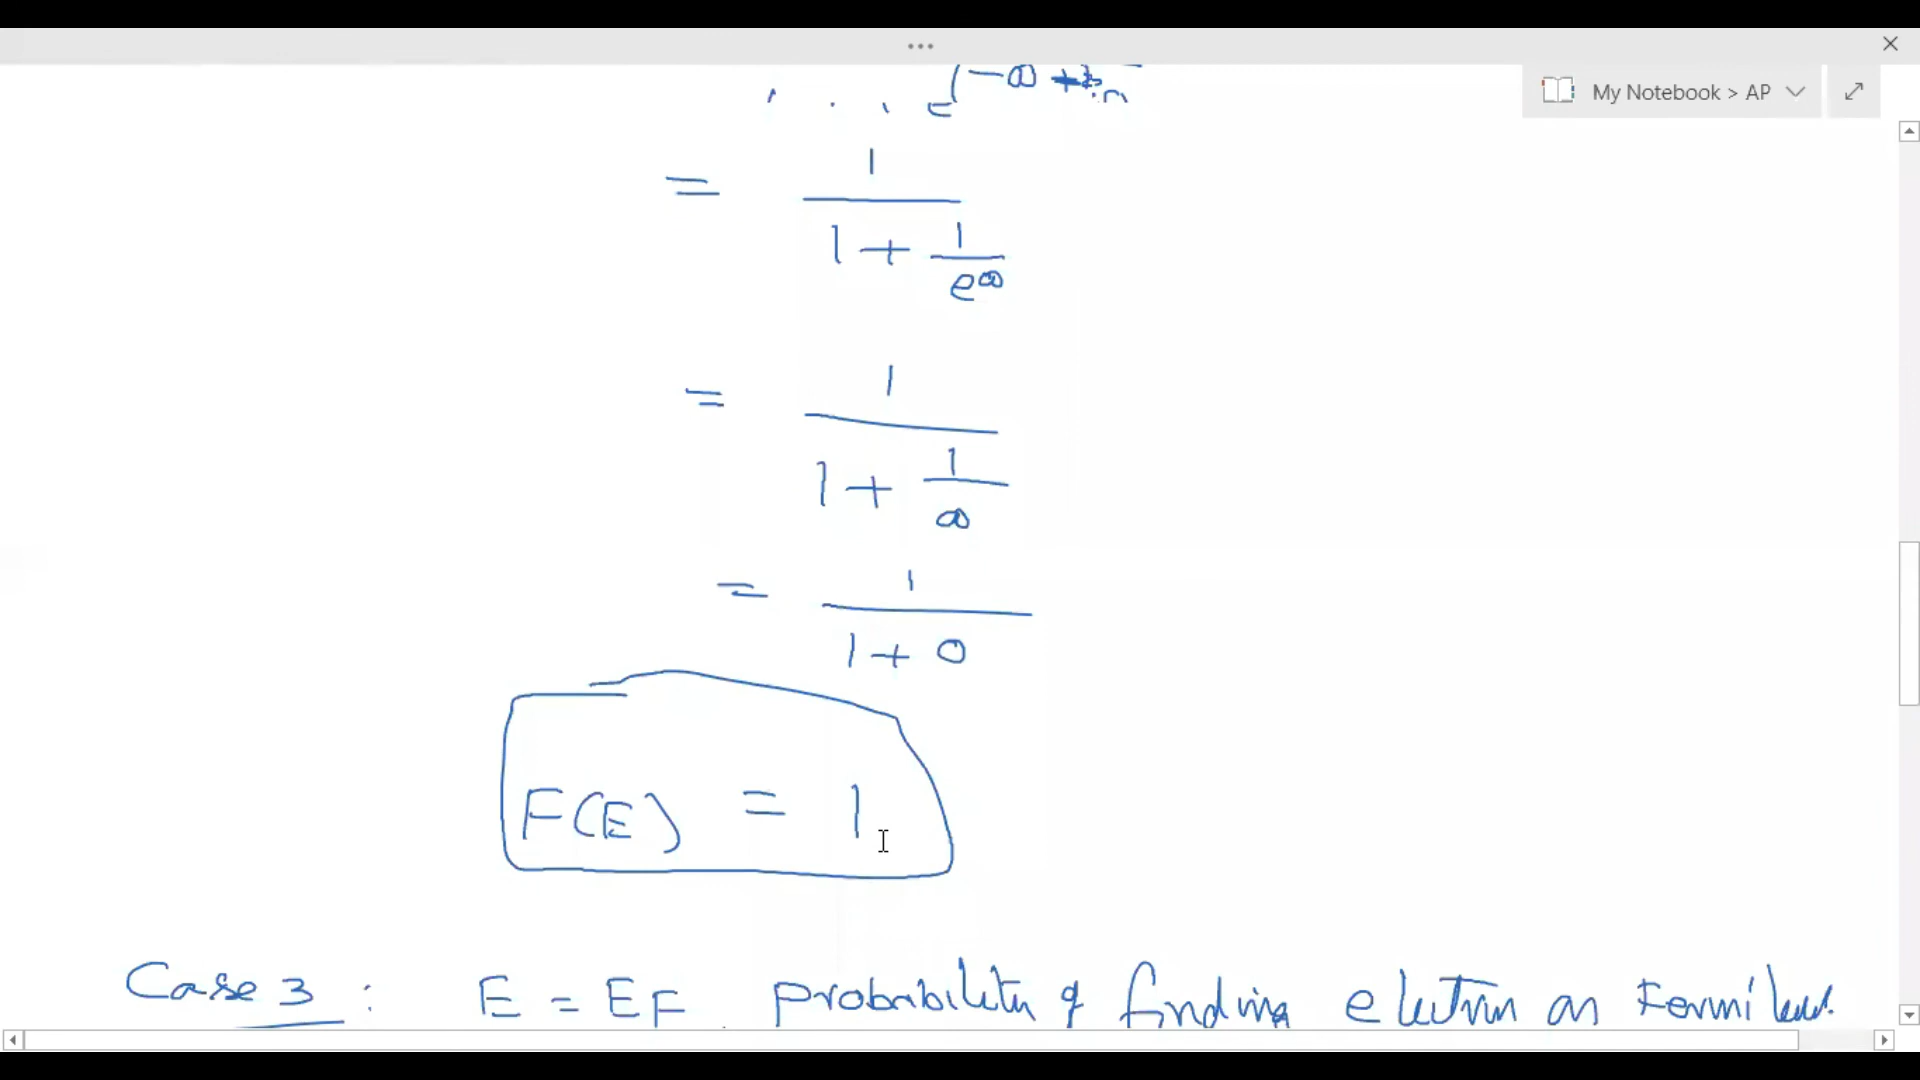 My Notebook > AP
= 1 / (1 + 1/e^∞)
= 1 / (1 + 1/∞)
= 1 / (1 + 0)
F(E) = 1
Case 3 : E = EF probability of finding electron on Fermi level.